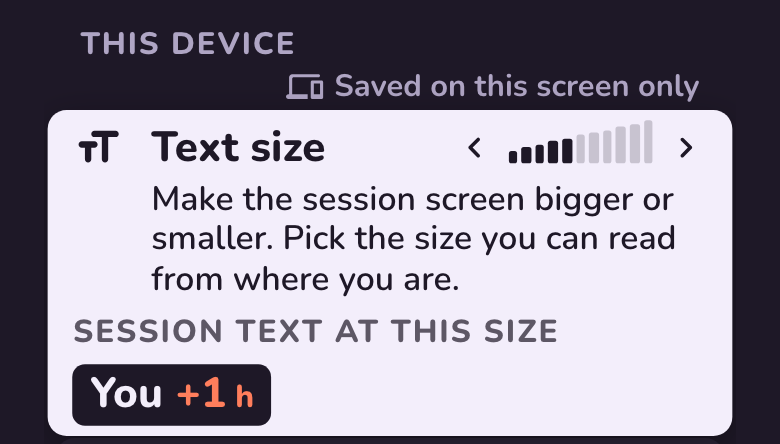 THIS DEVICE
Saved on this screen only
Text size
Make the session screen bigger or
smaller. Pick the size you can read
from where you are.
SESSION TEXT AT THIS SIZE
You +1 h